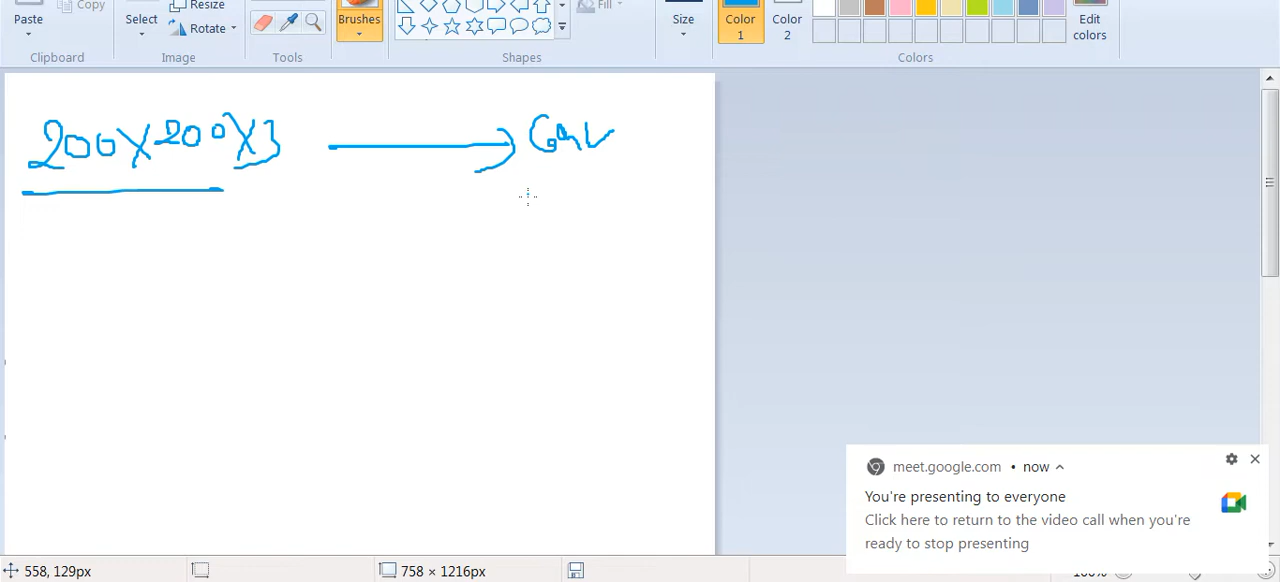 Paste
Copy
Select
Resize
Rotate
Brushes
Fill
Size
Color 1
Color 2
Edit colors
Clipboard
Image
Tools
Shapes
Colors
200X200X3
meet.google.com • now
You're presenting to everyone
Click here to return to the video call when you're
ready to stop presenting
558, 129px
758 × 1216px
100%